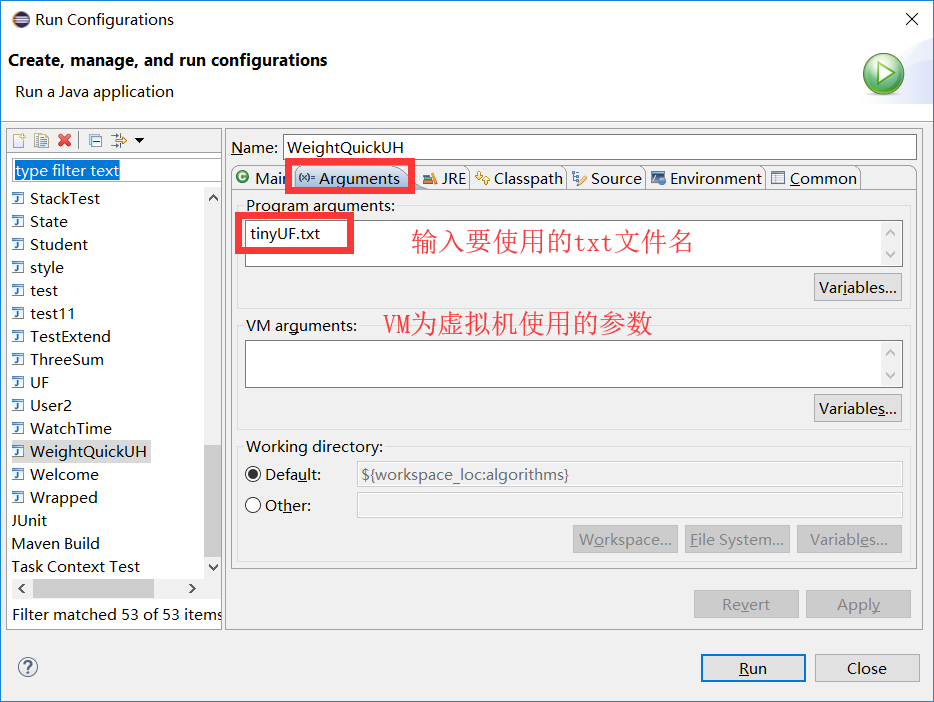 Run Configurations
Create, manage, and run configurations
Run a Java application
type filter text
StackTest
State
Student
style
test
test11
TestExtend
ThreeSum
UF
User2
WatchTime
WeightQuickUH
Welcome
Wrapped
JUnit
Maven Build
Task Context Test
Filter matched 53 of 53 items
Name: WeightQuickUH
Main (x)= Arguments JRE Classpath Source Environment Common
Program arguments:
tinyUF.txt 输入要使用的txt文件名
Variables...
VM arguments: VM为虚拟机使用的参数
Variables...
Working directory:
Default: ${workspace_loc:algorithms}
Other:
Workspace... File System... Variables...
Revert Apply
? Run Close